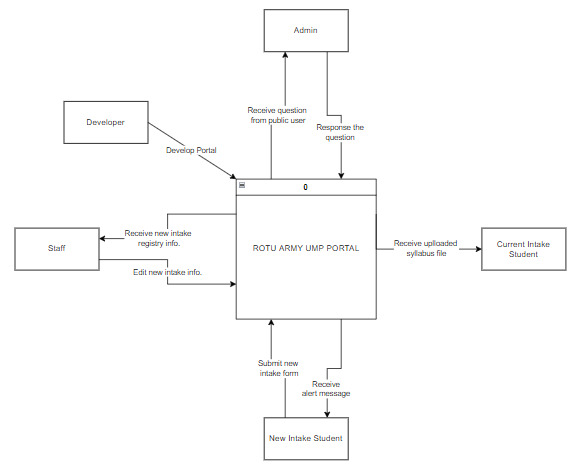 Admin
Receive question
from public user
Response the
question
Developer
Develop Portal
0
Receive new intake
registry info.
Staff
Edit new intake info.
ROTU ARMY UMP PORTAL
Receive uplloaded
syllabus file
Current Intake
Student
Submit new
intake form
Receive
alert message
New Intake Student